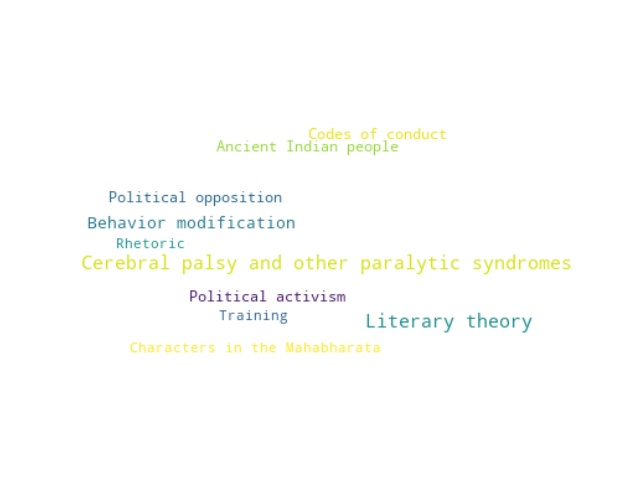 Codes of conduct
Ancient Indian people
Political opposition
Behavior modification
Rhetoric
Cerebral palsy and other paralytic syndromes
Political activism
Training
Literary theory
Characters in the Mahabharata